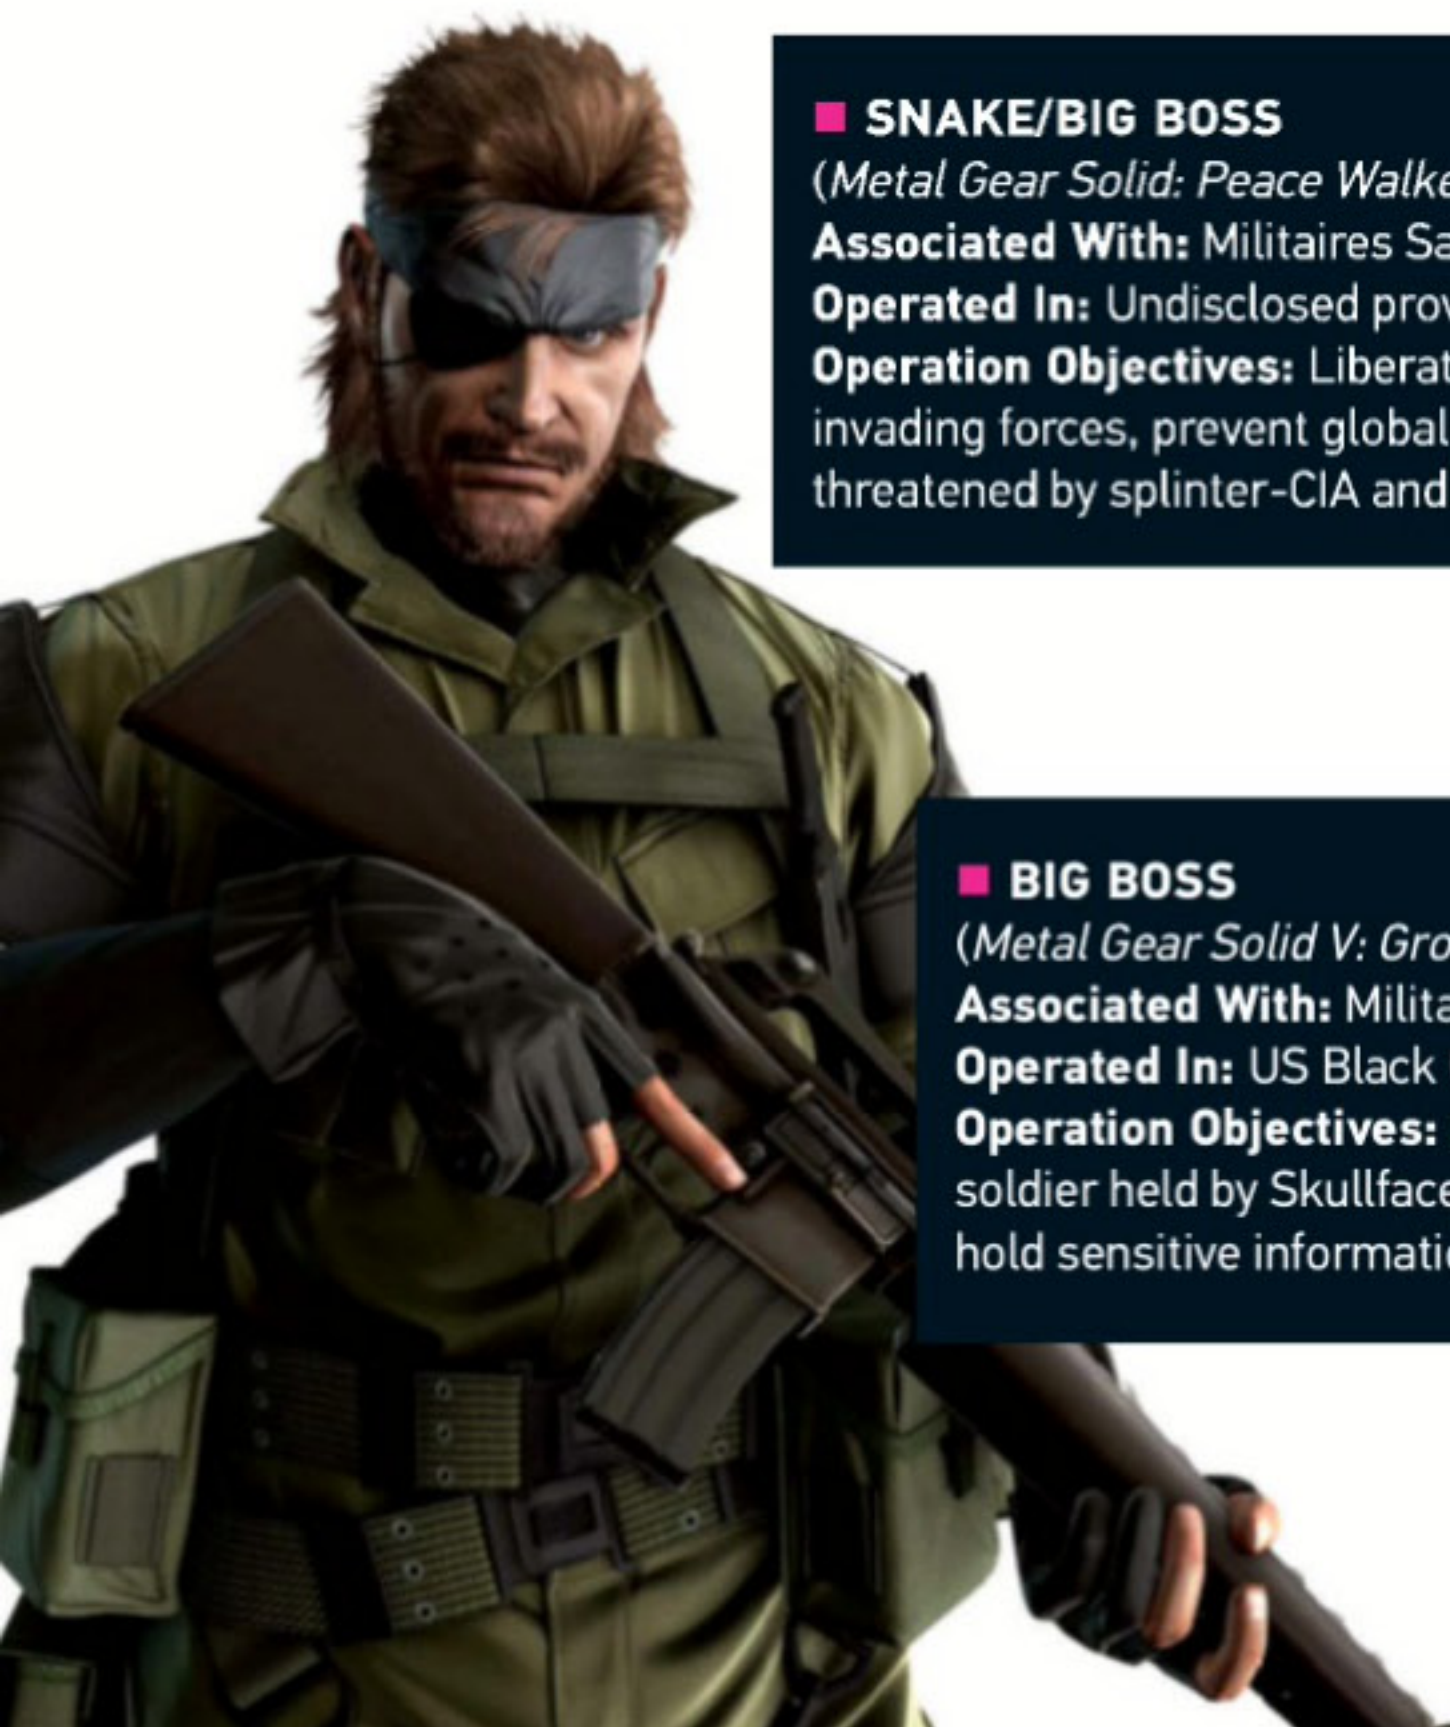 SNAKE/BIG BOSS
(Metal Gear Solid: Peace Walke
Associated With: Militaires Sa
Operated In: Undisclosed prov
Operation Objectives: Liberat
invading forces, prevent global
threatened by splinter-CIA and
BIG BOSS
(Metal Gear Solid V: Gro
Associated With: Milita
Operated In: US Black
Operation Objectives:
soldier held by Skullface
hold sensitive informatio